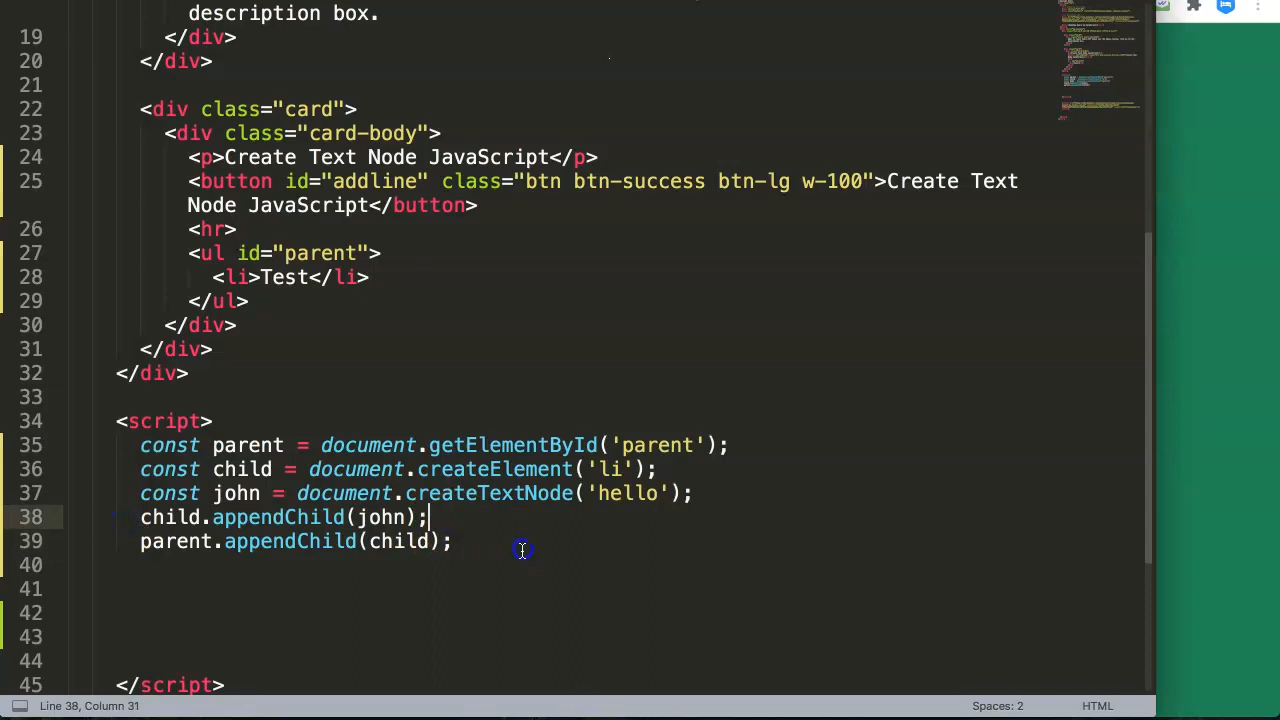 description box.
19 </div>
20 </div>
21
22 <div class="card">
23 <div class="card-body">
24 <p>Create Text Node JavaScript</p>
25 <button id="addline" class="btn btn-success btn-lg w-100">Create Text
Node JavaScript</button>
26 <hr>
27 <ul id="parent">
28 <li>Test</li>
29 </ul>
30 </div>
31 </div>
32 </div>
33
34 <script>
35 const parent = document.getElementById('parent');
36 const child = document.createElement('li');
37 const john = document.createTextNode('hello');
38 child.appendChild(john);
39 parent.appendChild(child);
40
41
42
43
44
45 </script>
Line 38, Column 31 Spaces: 2 HTML